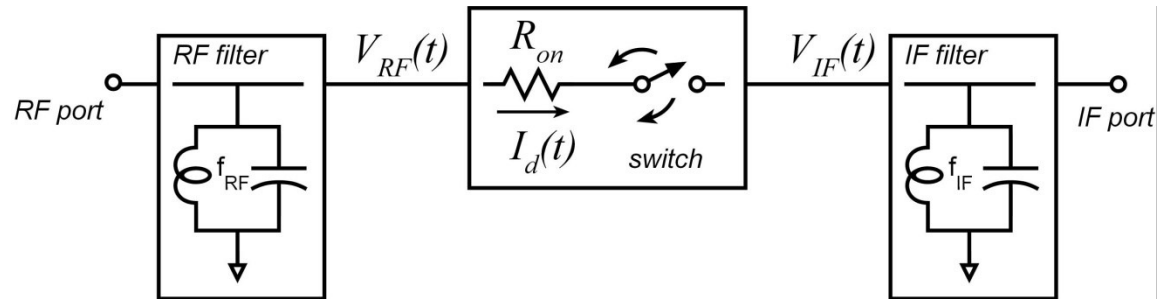 RF filter
V_RF(t)
R_on
V_IF(t)
IF filter
RF port
f_RF
I_d(t)
switch
f_IF
IF port